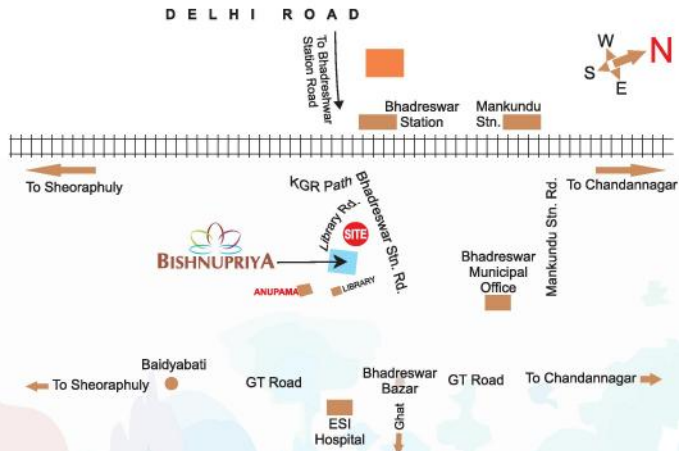 DELHI ROAD
W
N
S
E
To Bhadreshwar
Station Road
Bhadreswar
Station
Mankundu
Stn.
To Sheoraphuly
To Chandannagar
KGR Path
Library Rd.
Bhadreswar Stn. Rd.
Mankundu Stn. Rd.
SITE
BISHNUPRIYA
ANUPAMA
LIBRARY
Bhadreswar
Municipal
Office
To Sheoraphuly
Baidyabati
GT Road
Bhadreswar
Bazar
GT Road
To Chandannagar
ESI
Hospital
Ghat